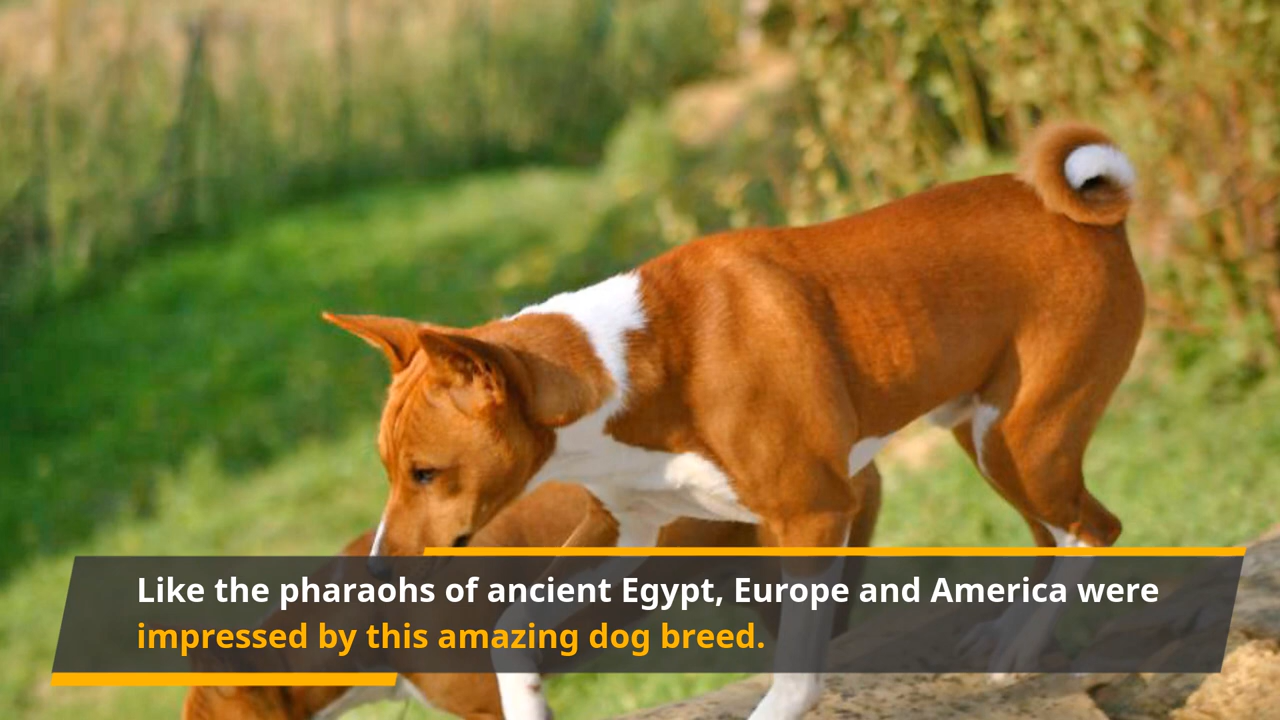 Like the pharaohs of ancient Egypt, Europe and America were
impressed by this amazing dog breed.